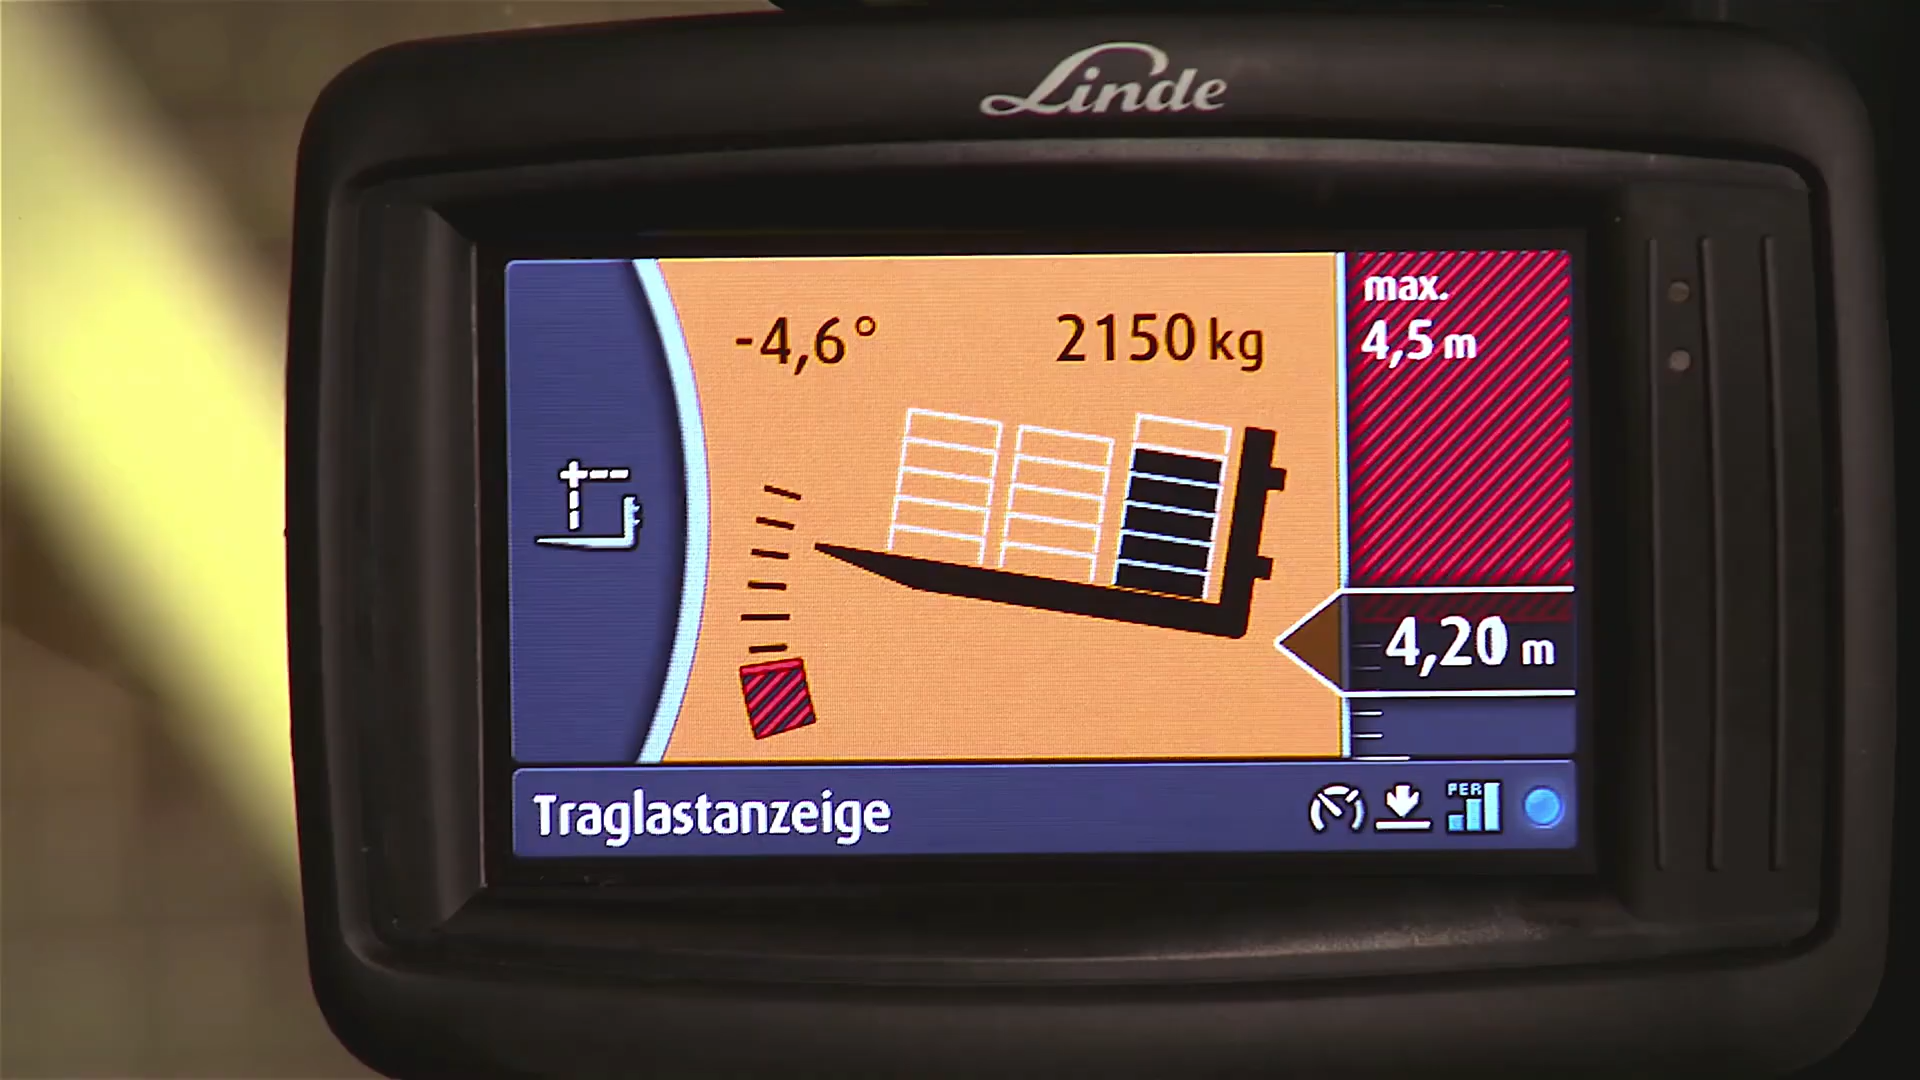 Linde
-4,6°
2150 kg
max.
4,5 m
4,20 m
Traglastanzeige
PER